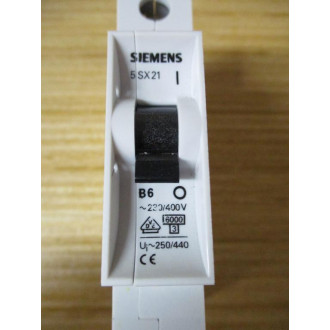 SIEMENS
5SX21 I
B6 O
~230/400V
6000
3
Ui~250/440
CE